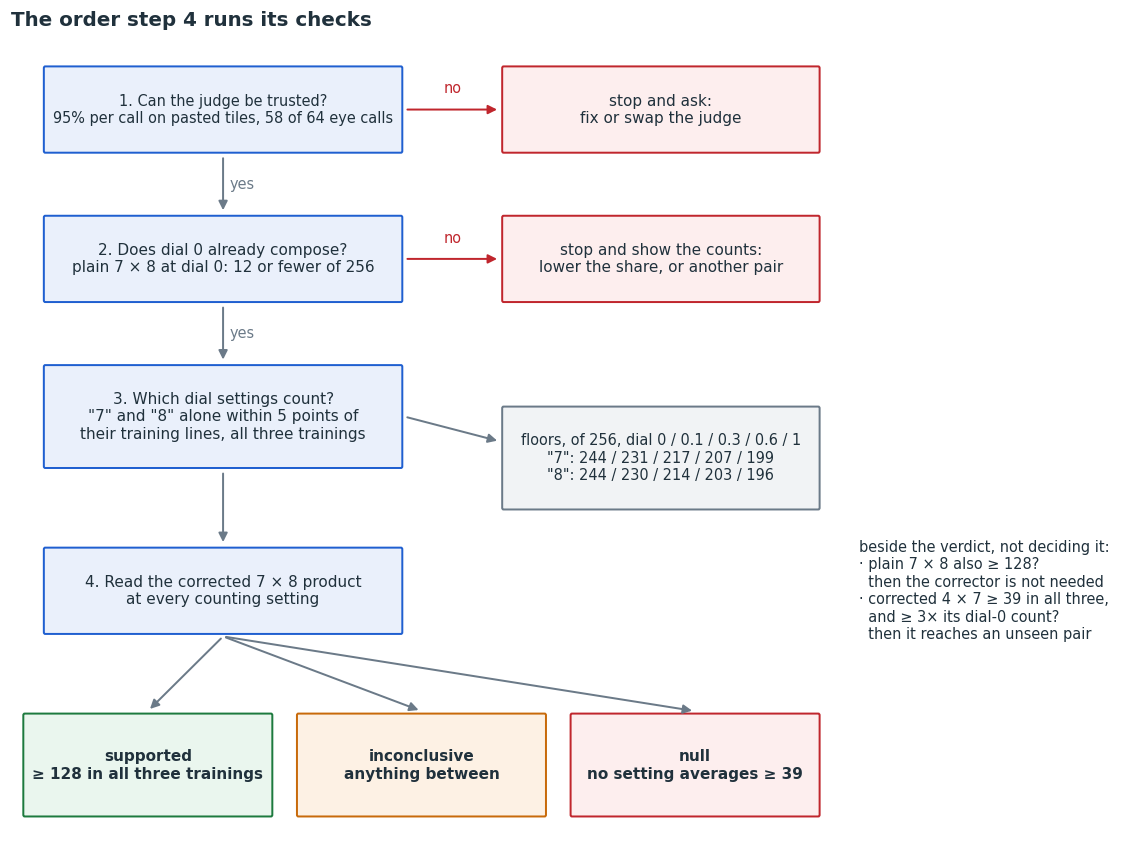 The order step 4 runs its checks
1. Can the judge be trusted?
95% per call on pasted tiles, 58 of 64 eye calls
no
stop and ask:
fix or swap the judge
yes
2. Does dial 0 already compose?
plain 7 × 8 at dial 0: 12 or fewer of 256
no
stop and show the counts:
lower the share, or another pair
yes
3. Which dial settings count?
"7" and "8" alone within 5 points of
their training lines, all three trainings
floors, of 256, dial 0 / 0.1 / 0.3 / 0.6 / 1
"7": 244 / 231 / 217 / 207 / 199
"8": 244 / 230 / 214 / 203 / 196
4. Read the corrected 7 × 8 product
at every counting setting
beside the verdict, not deciding it:
· plain 7 × 8 also ≥ 128?
then the corrector is not needed
· corrected 4 × 7 ≥ 39 in all three,
and ≥ 3× its dial-0 count?
then it reaches an unseen pair
supported
≥ 128 in all three trainings
inconclusive
anything between
null
no setting averages ≥ 39